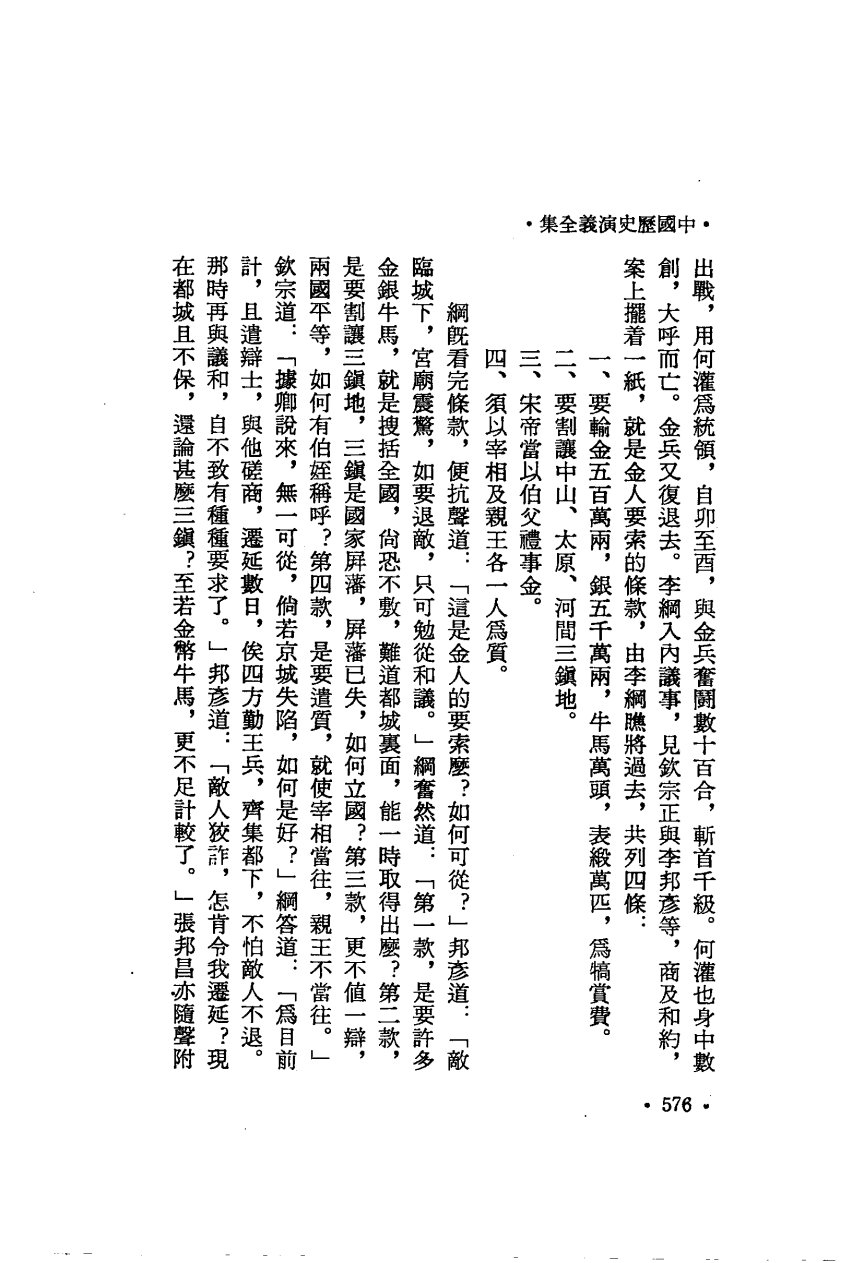 ·中國歷史演義全集·
出戰，用何灌爲統領，自卯至酉，與金兵奮鬭數十百合，斬首千級。何灌也身中數
創，大呼而亡。金兵又復退去。李綱入內議事，見欽宗正與李邦彥等，商及和約，
案上擺着一紙，就是金人要索的條款，由李綱瞧將過去，共列四條：
一、要輸金五百萬兩，銀五千萬兩，牛馬萬頭，表緞萬匹，爲犒賞費。
二、要割讓中山、太原、河間三鎭地。
三、宋帝當以伯父禮事金。
四、須以宰相及親王各一人爲質。
綱旣看完條款，便抗聲道：「這是金人的要索麽？如何可從？」邦彥道：「敵
臨城下，宮廟震驚，如要退敵，只可勉從和議。」綱奮然道：「第一款，是要許多
金銀牛馬，就是搜括全國，尙恐不敷，難道都城裏面，能一時取得出麽？第二款，
是要割讓三鎭地，三鎭是國家屏藩，屏藩已失，如何立國？第三款，更不值一辯，
兩國平等，如何有伯姪稱呼？第四款，是要遣質，就使宰相當往，親王不當往。」
欽宗道：「據卿說來，無一可從，倘若京城失陷，如何是好？」綱答道：「爲目前
計，且遣辯士，與他磋商，遷延數日，俟四方勤王兵，齊集都下，不怕敵人不退。
那時再與議和，自不致有種種要求了。」邦彥道：「敵人狡詐，怎肯令我遷延？現
在都城且不保，還論甚麽三鎭？至若金幣牛馬，更不足計較了。」張邦昌亦隨聲附
·576·